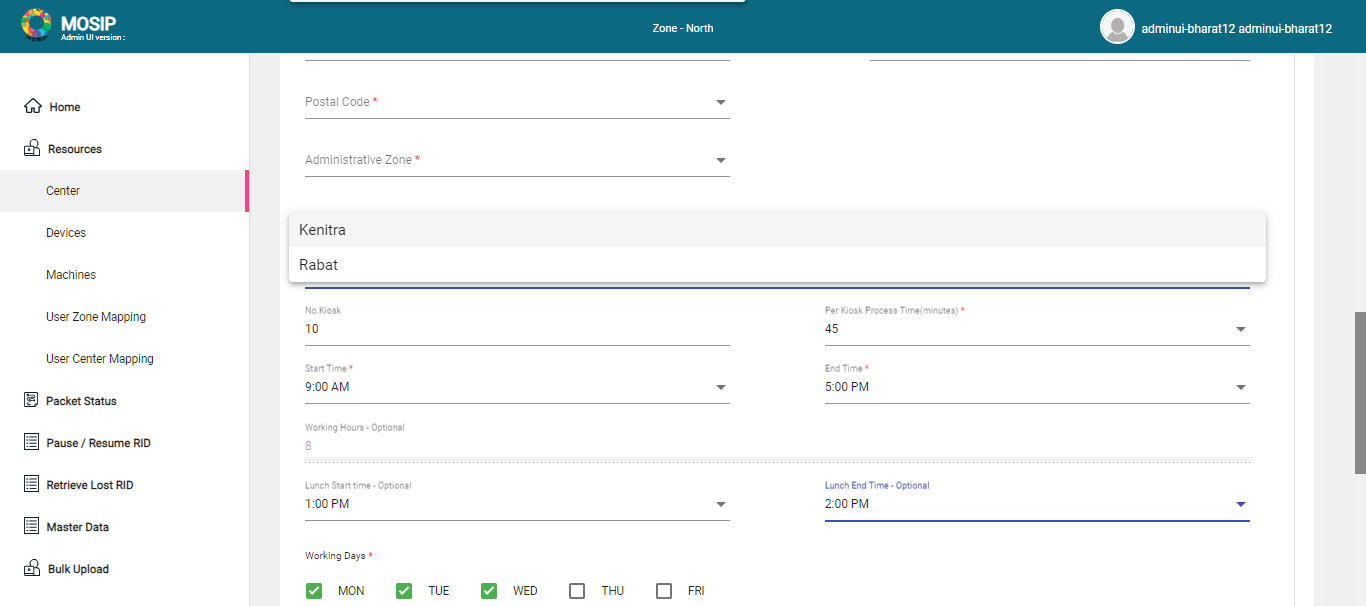 MOSIP
Admin UI version :
Zone - North
adminui-bharat12 adminui-bharat12
Home
Resources
Center
Devices
Machines
User Zone Mapping
User Center Mapping
Packet Status
Pause / Resume RID
Retrieve Lost RID
Master Data
Bulk Upload
Postal Code *
Administrative Zone *
Kenitra
Rabat
No.Kiosk
10
Per Kiosk Process Time(minutes) *
45
Start Time *
9:00 AM
End Time *
5:00 PM
Working Hours - Optional
8
Lunch Start time - Optional
1:00 PM
Lunch End Time - Optional
2:00 PM
Working Days *
MON TUE WED THU FRI